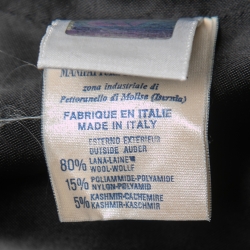 zona industriale di
Pettoranello di Molise (Isernia)
FABRIQUE EN ITALIE
MADE IN ITALY
ESTERNO EXTERIEUR
OUTSIDE AUBER
80% LANA-LAINE
WOOL-WOLLE
15% POLIAMMIDE-POLYAMIDE
NYLON-POLYAMID
5% KASHMIR-CACHEMIRE
KASHMIR-KASCHMIR